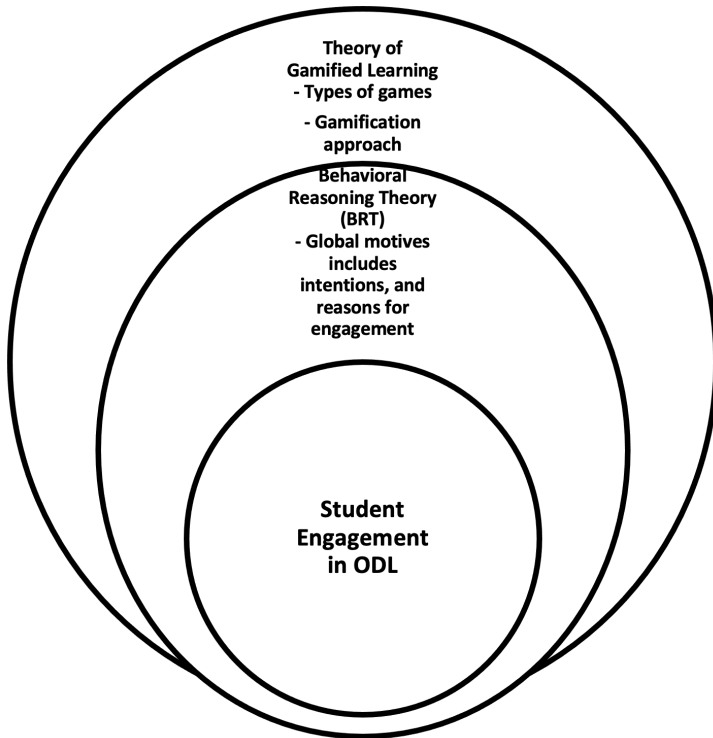 Theory of
Gamified Learning
- Types of games
- Gamification
approach
Behavioral
Reasoning Theory
(BRT)
- Global motives
includes
intentions, and
reasons for
engagement
Student
Engagement
in ODL